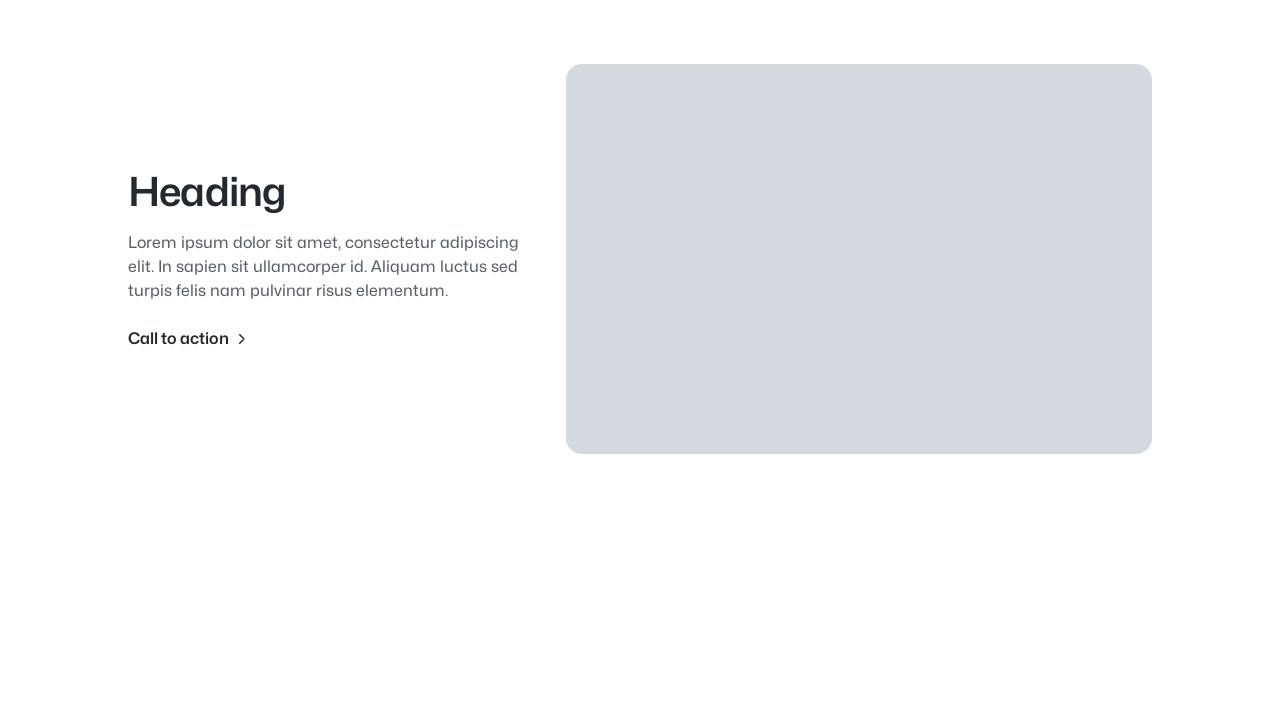 Heading
Lorem ipsum dolor sit amet, consectetur adipiscing
elit. In sapien sit ullamcorper id. Aliquam luctus sed
turpis felis nam pulvinar risus elementum.
Call to action